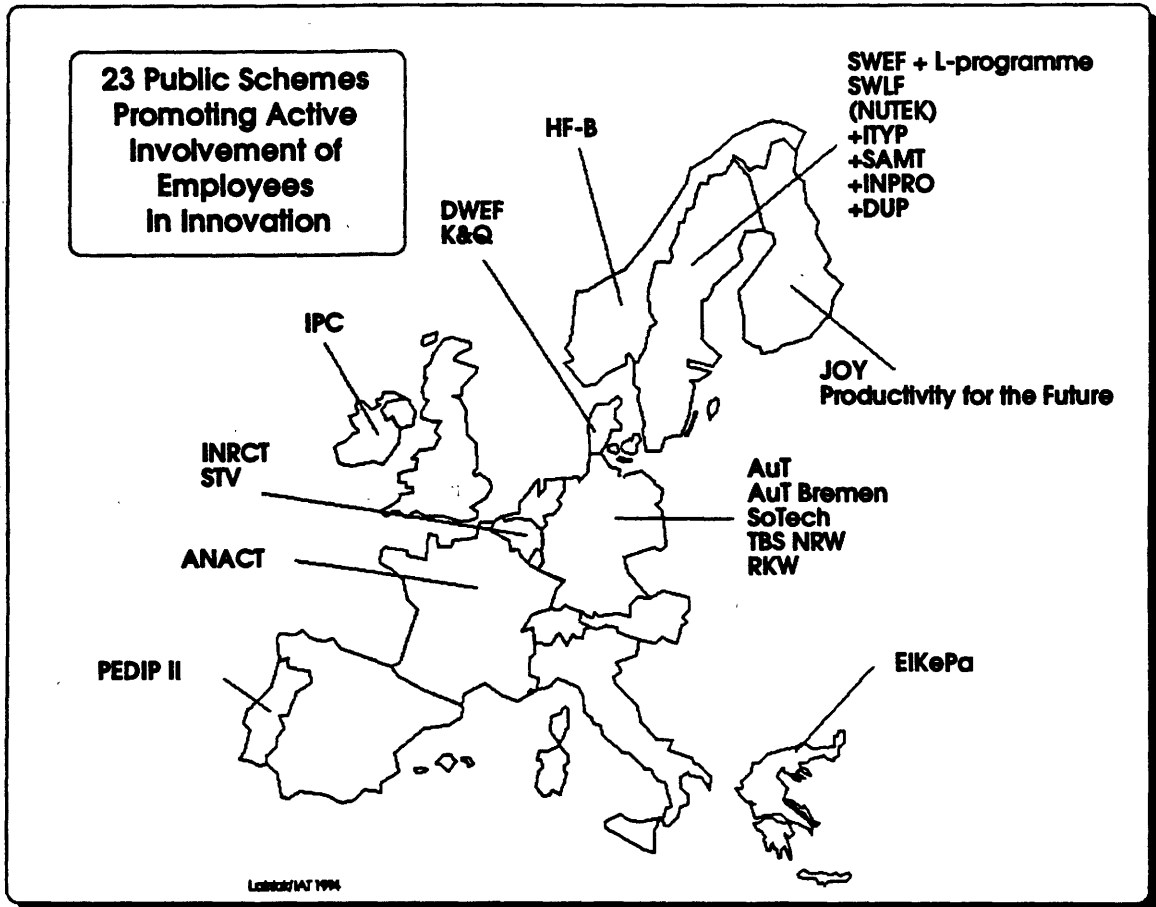 23 Public Schemes
Promoting Active
Involvement of
Employees
in Innovation
SWEF + L-programme
SWLF
(NUTEK)
+ITYP
+SAMT
+INPRO
+DUP
HF-B
DWEF
K&Q
IPC
JOY
Productivity for the Future
INRCT
STV
AuT
AuT Bremen
SoTech
TBS NRW
RKW
ANACT
PEDIP II
ElKePa
/IAT 1994